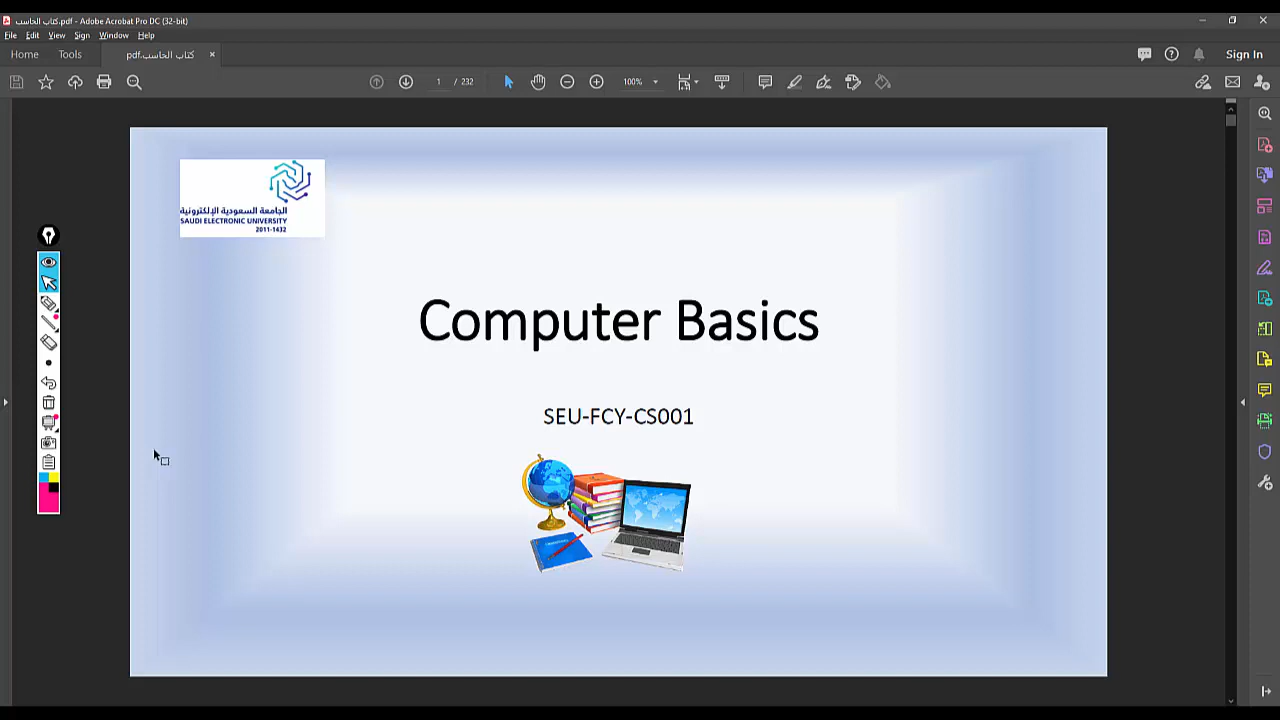 كتاب الحاسب.pdf - Adobe Acrobat Pro DC (32-bit)
File Edit View Sign Window Help
Home Tools كتاب الحاسب.pdf × Sign In
1 / 232 100%
الجامعة السعودية الإلكترونية
SAUDI ELECTRONIC UNIVERSITY
2011-1432
Computer Basics
SEU-FCY-CS001